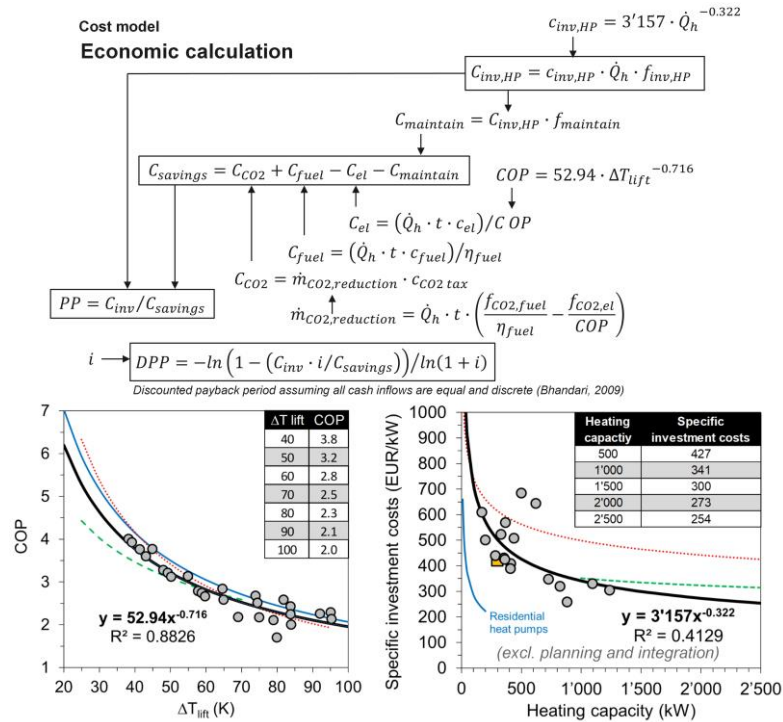 Cost model
Economic calculation
c_{inv,HP} = 3'157 · Q̇_h^{−0.322}
C_{inv,HP} = c_{inv,HP} · Q̇_h · f_{inv,HP}
C_{maintain} = C_{inv,HP} · f_{maintain}
C_{savings} = C_{CO2} + C_{fuel} − C_{el} − C_{maintain}
COP = 52.94 · ΔT_{lift}^{−0.716}
C_{el} = (Q̇_h · t · c_{el})/COP
C_{fuel} = (Q̇_h · t · c_{fuel})/η_{fuel}
C_{CO2} = ṁ_{CO2,reduction} · c_{CO2 tax}
PP = C_{inv}/C_{savings}
ṁ_{CO2,reduction} = Q̇_h · t · (f_{CO2,fuel}/η_{fuel} − f_{CO2,el}/COP)
i
DPP = −ln(1 − (C_{inv} · i/C_{savings}))/ln(1 + i)
Discounted payback period assuming all cash inflows are equal and discrete (Bhandari, 2009)
COP
7
6
5
4
3
2
1
ΔT lift COP
40 3.8
50 3.2
60 2.8
70 2.5
80 2.3
90 2.1
100 2.0
y = 52.94x^{-0.716}
R² = 0.8826
20 30 40 50 60 70 80 90 100
ΔT_{lift} (K)
Specific investment costs (EUR/kW)
1000
900
800
700
600
500
400
300
200
100
0
Heating capactiy Specific investment costs
500 427
1'000 341
1'500 300
2'000 273
2'500 254
Residential
heat pumps
y = 3'157x^{-0.322}
R² = 0.4129
(excl. planning and integration)
0 500 1'000 1'500 2'000 2'500
Heating capacity (kW)